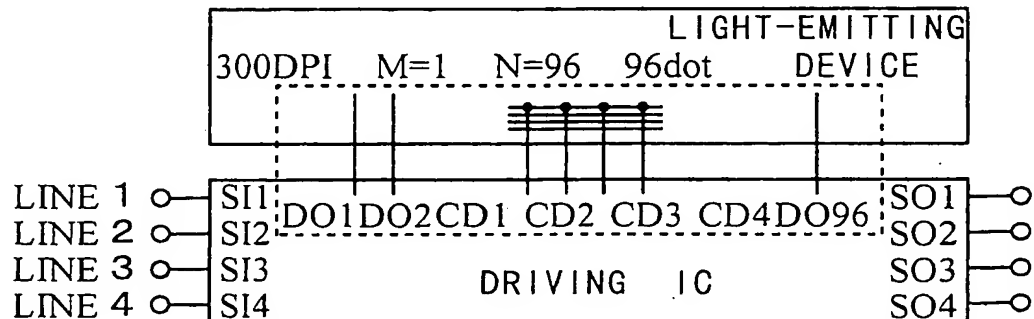 LIGHT-EMITTING
300DPI M=1 N=96 96dot DEVICE
LINE 1 SI1 DO1 DO2 CD1 CD2 CD3 CD4 DO96 SO1
LINE 2 SI2 SO2
LINE 3 SI3 DRIVING IC SO3
LINE 4 SI4 SO4